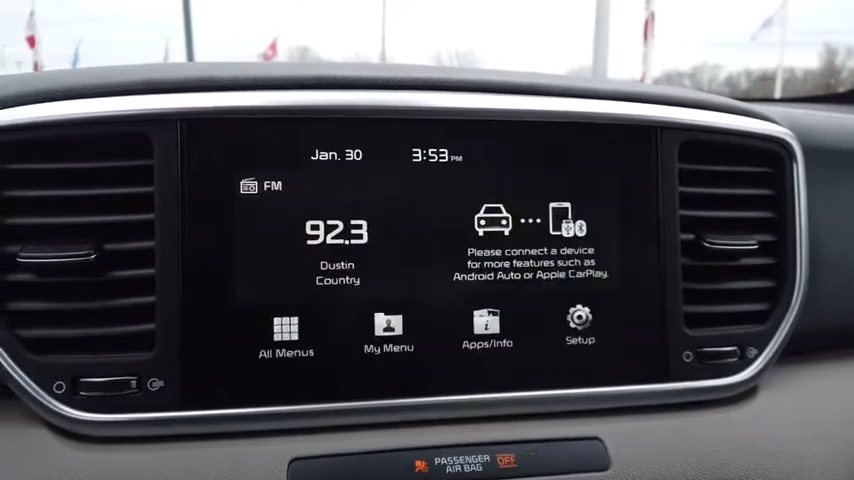 Jan. 30
3:53 PM
FM
92.3
Dustin
Country
Please connect a device
for more features such as
Android Auto or Apple CarPlay.
All Menus
My Menu
Apps/Info
Setup
PASSENGER
AIR BAG
OFF